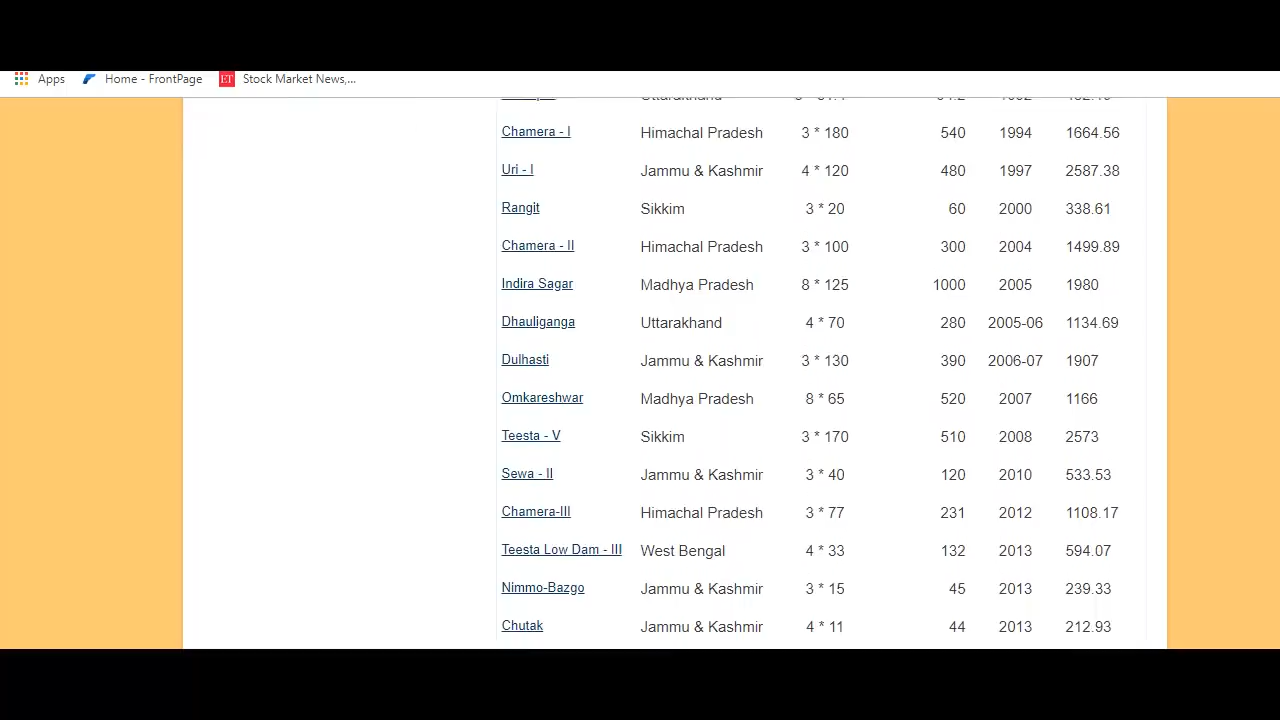 Apps Home - FrontPage ET Stock Market News,...
Chamera - I Himachal Pradesh 3 * 180 540 1994 1664.56
Uri - I Jammu & Kashmir 4 * 120 480 1997 2587.38
Rangit Sikkim 3 * 20 60 2000 338.61
Chamera - II Himachal Pradesh 3 * 100 300 2004 1499.89
Indira Sagar Madhya Pradesh 8 * 125 1000 2005 1980
Dhauliganga Uttarakhand 4 * 70 280 2005-06 1134.69
Dulhasti Jammu & Kashmir 3 * 130 390 2006-07 1907
Omkareshwar Madhya Pradesh 8 * 65 520 2007 1166
Teesta - V Sikkim 3 * 170 510 2008 2573
Sewa - II Jammu & Kashmir 3 * 40 120 2010 533.53
Chamera-III Himachal Pradesh 3 * 77 231 2012 1108.17
Teesta Low Dam - III West Bengal 4 * 33 132 2013 594.07
Nimmo-Bazgo Jammu & Kashmir 3 * 15 45 2013 239.33
Chutak Jammu & Kashmir 4 * 11 44 2013 212.93